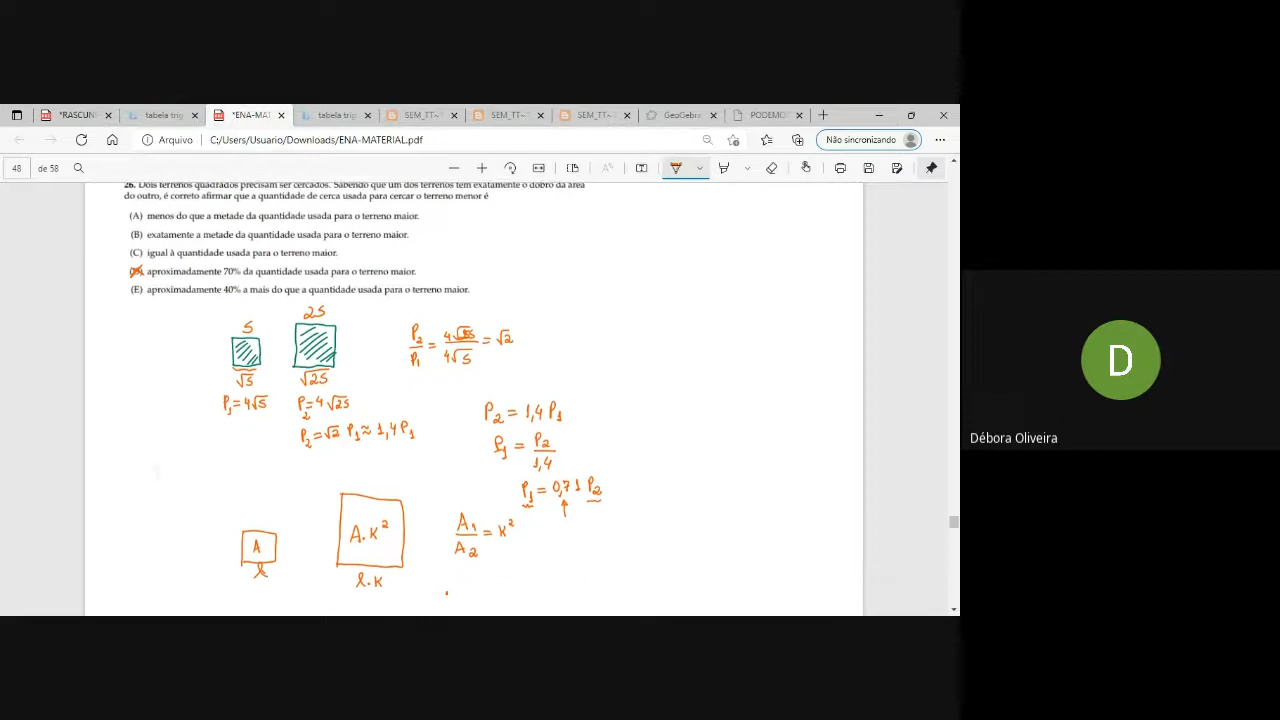 *RASCUN
tabela trig
*ENA-MAT
tabela trip
SEM_TT~
SEM_TT~
SEM_TT~
GeoGebra
PODEMO
Arquivo | C:/Users/Usuario/Downloads/ENA-MATERIAL.pdf
Não sincronizando
48 de 58
26. Dois terrenos quadrados precisam ser cercados. Sabendo que um dos terrenos tem exatamente o dobro da área
do outro, é correto afirmar que a quantidade de cerca usada para cercar o terreno menor é
(A) menos do que a metade da quantidade usada para o terreno maior.
(B) exatamente a metade da quantidade usada para o terreno maior.
(C) igual à quantidade usada para o terreno maior.
aproximadamente 70% da quantidade usada para o terreno maior.
(E) aproximadamente 40% a mais do que a quantidade usada para o terreno maior.
S 2S
√S √2S
P₁=4√S P₂=4√2S
P₂=√2 P₁≈1,4P₁
P₂/P₁ = 4√2S/4√S = √2
P₂ = 1,4 P₁
P₁ = P₂/1,4
P₁ = 0,71 P₂
A A.K²
l l.K
A₁/A₂ = K²
D
Débora Oliveira